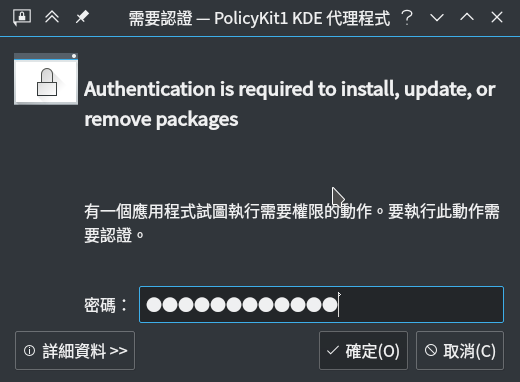 需要認證 — PolicyKit1 KDE 代理程式
Authentication is required to install, update, or
remove packages
有一個應用程式試圖執行需要權限的動作。要執行此動作需
要認證。
密碼： ●●●●●●●●●●●●
詳細資料 >>
確定(O)
取消(C)